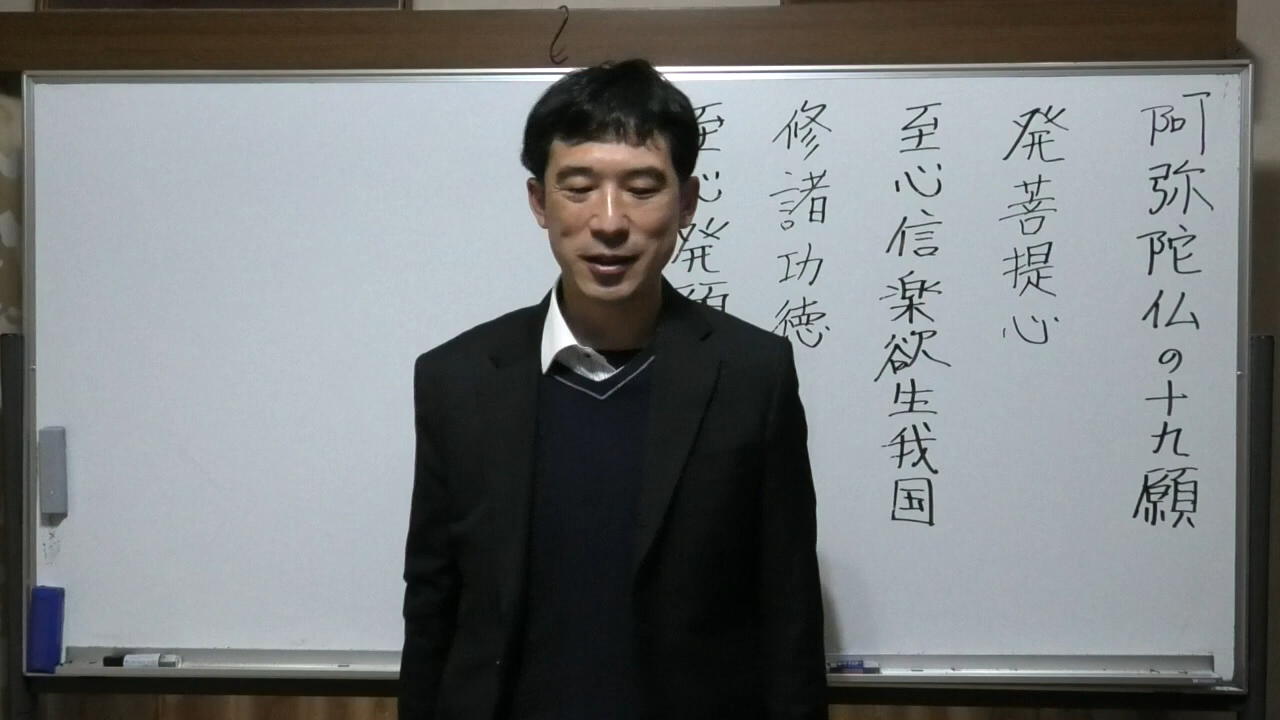 阿弥陀仏の十九願
発菩提心
至心信楽欲生我国
修諸功徳
至心発願